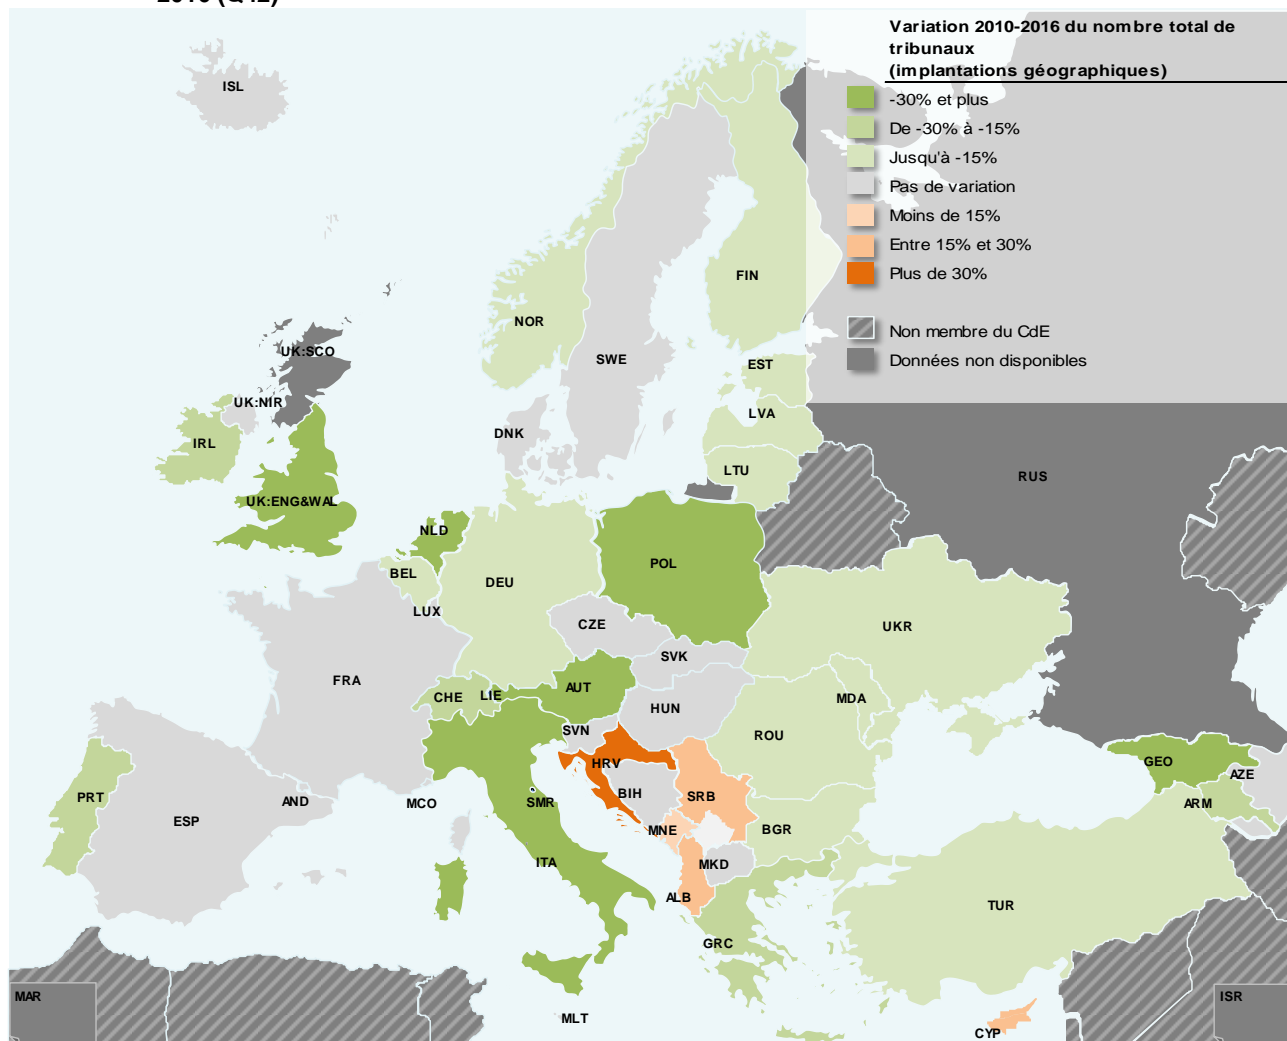 2016 (Q42)
Variation 2010-2016 du nombre total de
tribunaux
(implantations géographiques)
-30% et plus
De -30% à -15%
Jusqu'à -15%
Pas de variation
Moins de 15%
Entre 15% et 30%
Plus de 30%
Non membre du CdE
Données non disponibles
ISL
FIN
NOR
UK:SCO
SWE
EST
UK:NIR
LVA
DNK
IRL
LTU
RUS
UK:ENG&WAL
NLD
POL
BEL
DEU
LUX
CZE
UKR
SVK
FRA
AUT
CHE
LIE
MDA
HUN
SVN
ROU
HRV
GEO
AZE
BIH
SRB
PRT
AND
MCO
SMR
ARM
ESP
MNE
BGR
ITA
MKD
ALB
TUR
GRC
MAR
ISR
MLT
CYP